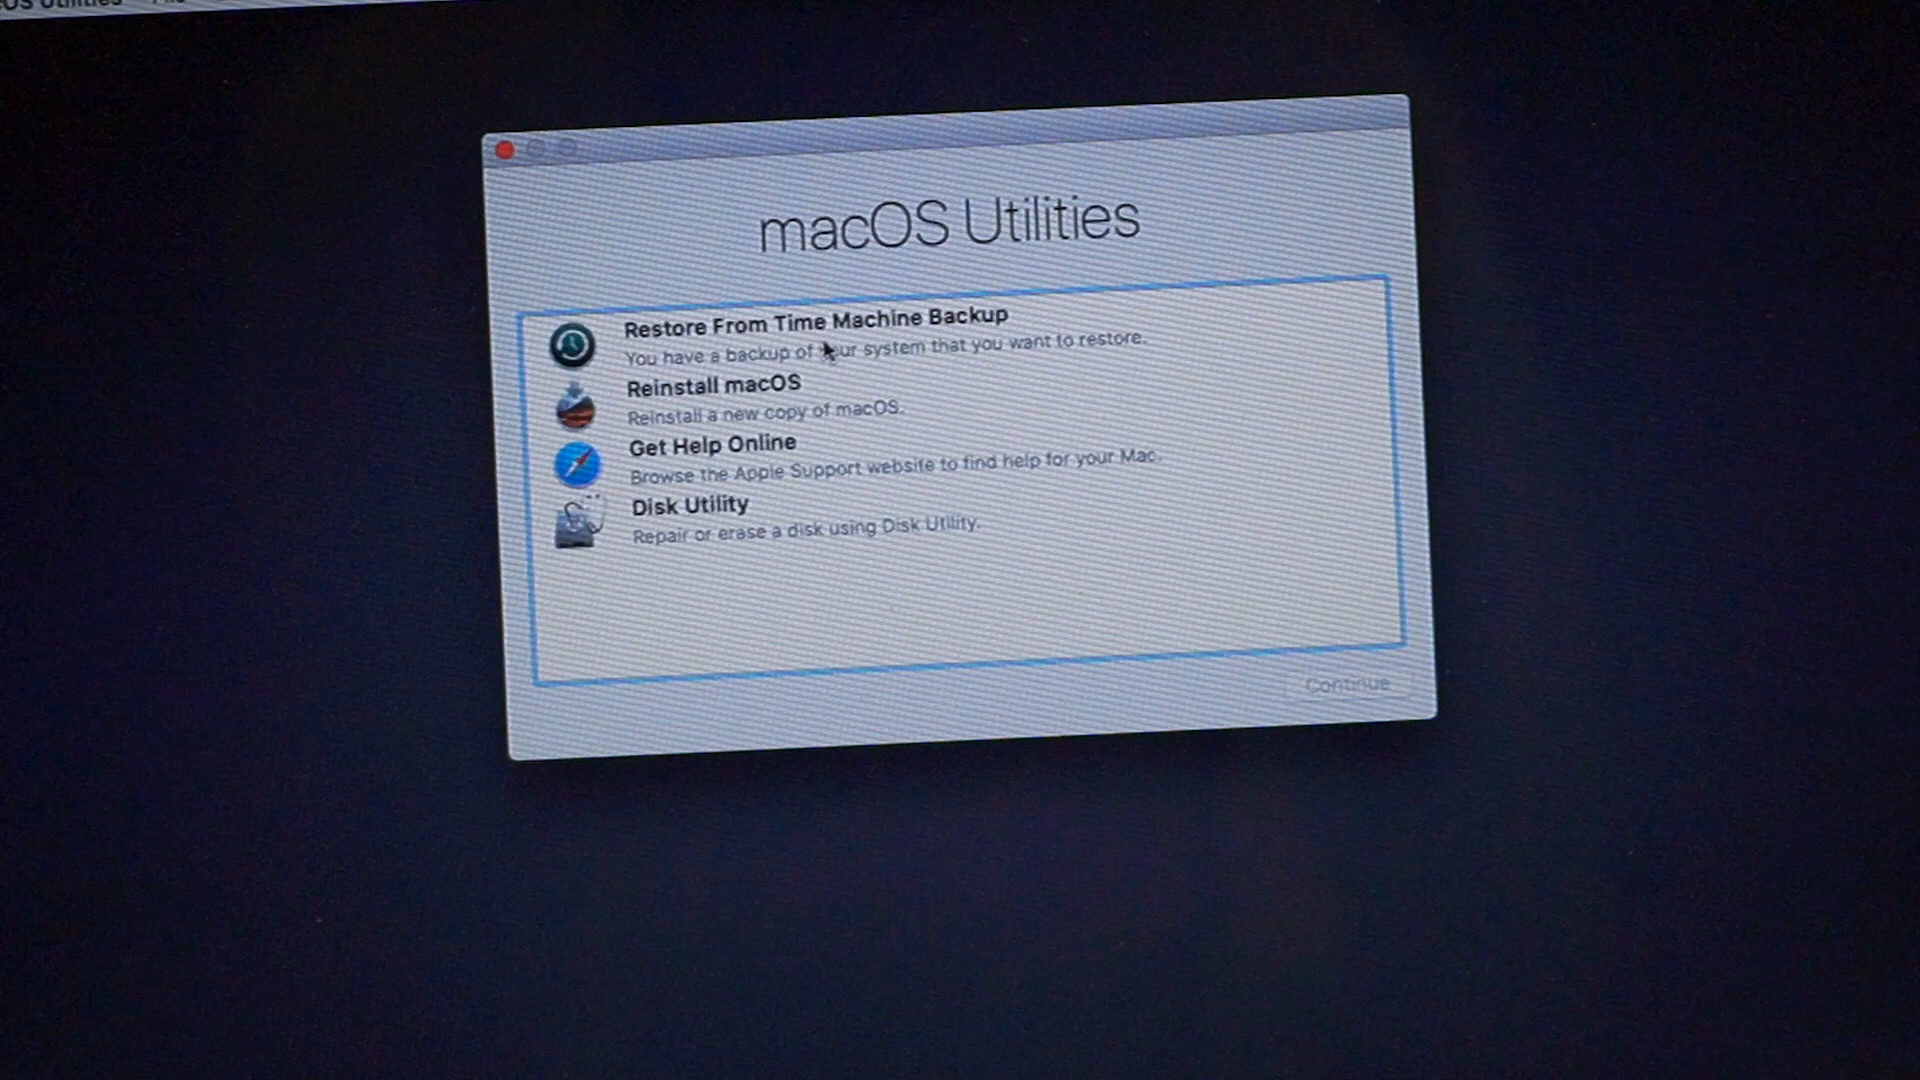 Utilities
macOS Utilities
Restore From Time Machine Backup
You have a backup of your system that you want to restore.
Reinstall macOS
Reinstall a new copy of macOS.
Get Help Online
Browse the Apple Support website to find help for your Mac.
Disk Utility
Repair or erase a disk using Disk Utility.
Continue